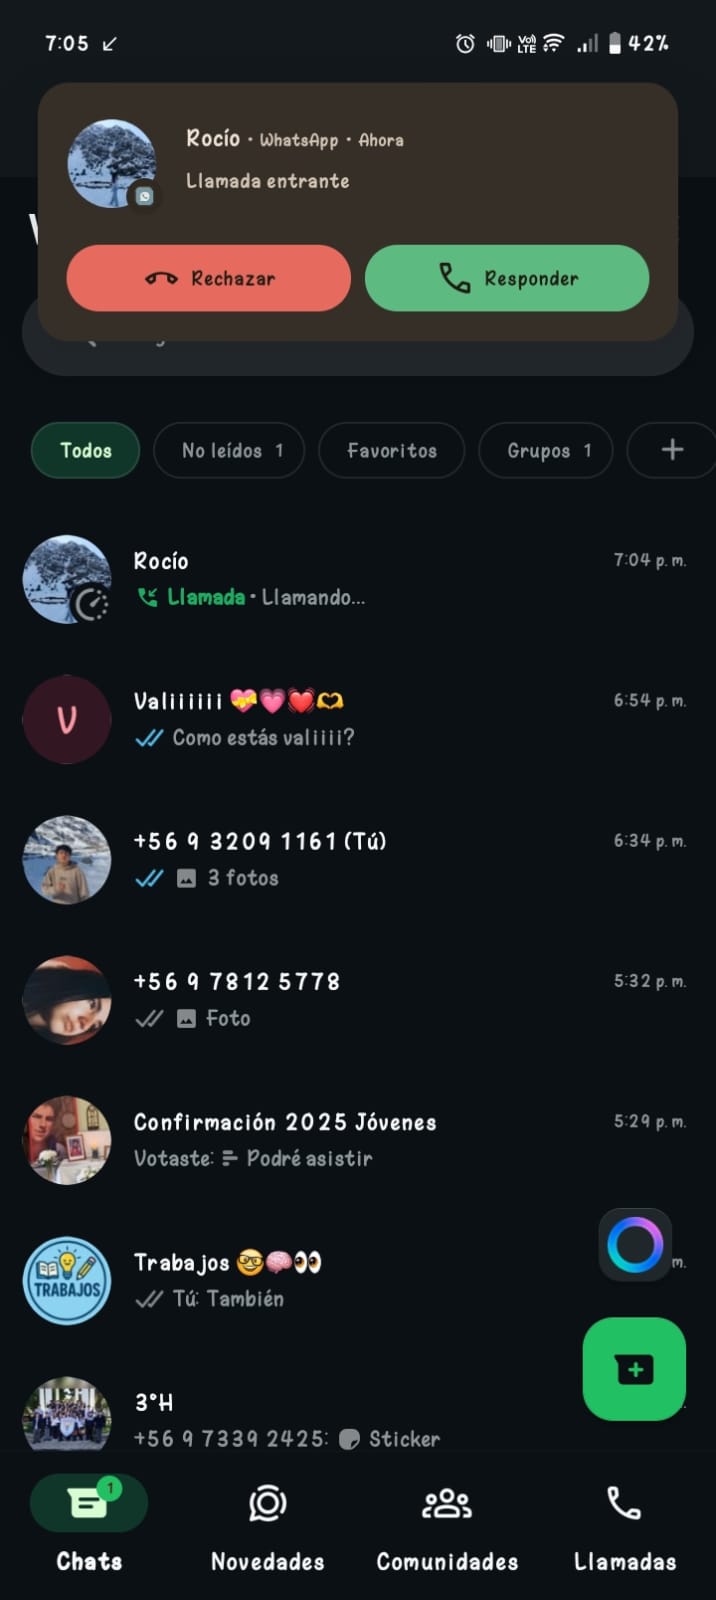 7:05
VoI)
LTE
42%
Rocío • WhatsApp • Ahora
Llamada entrante
Rechazar
Responder
Todos
No leídos 1
Favoritos
Grupos 1
+
Rocío
7:04 p. m.
Llamada • Llamando...
Valiiiiii 💝💗💓🫶
6:54 p. m.
Como estás valiiii?
+56 9 3209 1161 (Tú)
6:34 p. m.
3 fotos
+56 9 7812 5778
5:32 p. m.
Foto
Confirmación 2025 Jóvenes
5:29 p. m.
Votaste: Podré asistir
TRABAJOS
Trabajos 🤓🧠👀
m.
Tú: También
3°H
+56 9 7339 2425: Sticker
1
Chats
Novedades
Comunidades
Llamadas